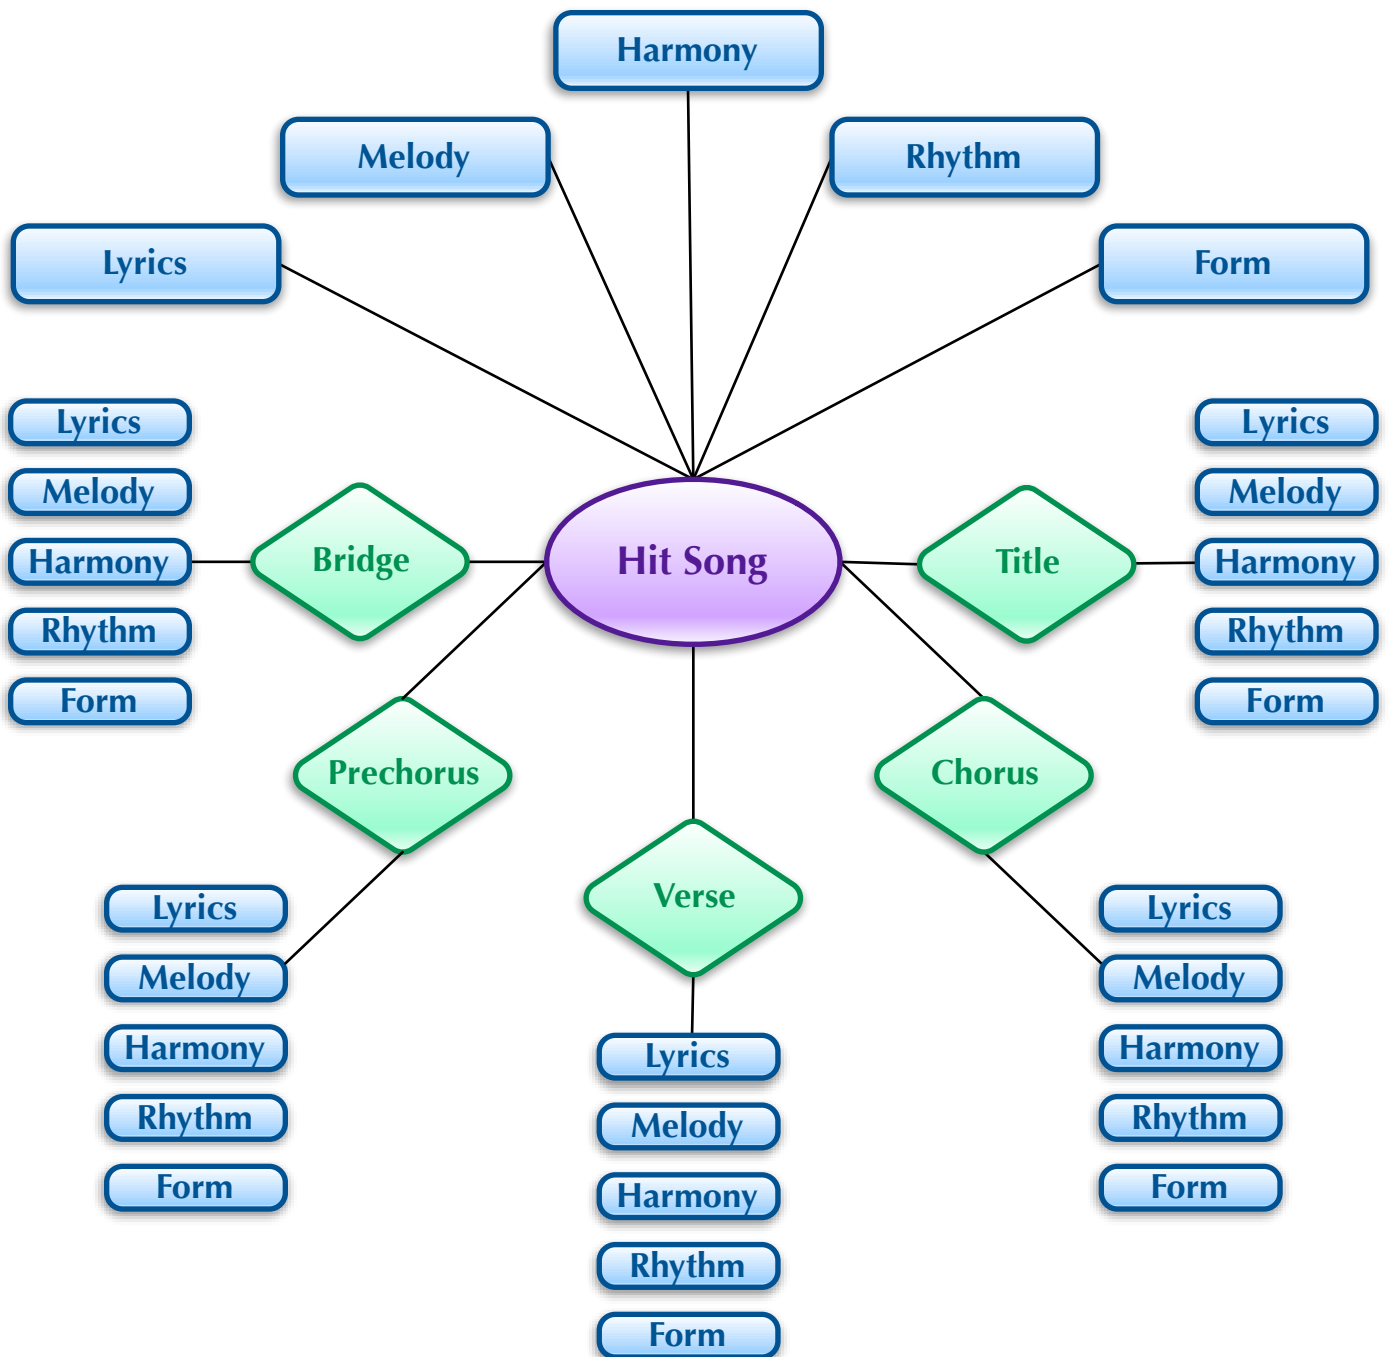 Harmony
Melody
Rhythm
Lyrics
Form
Hit Song
Bridge
Lyrics
Melody
Harmony
Rhythm
Form
Title
Lyrics
Melody
Harmony
Rhythm
Form
Prechorus
Lyrics
Melody
Harmony
Rhythm
Form
Verse
Lyrics
Melody
Harmony
Rhythm
Form
Chorus
Lyrics
Melody
Harmony
Rhythm
Form